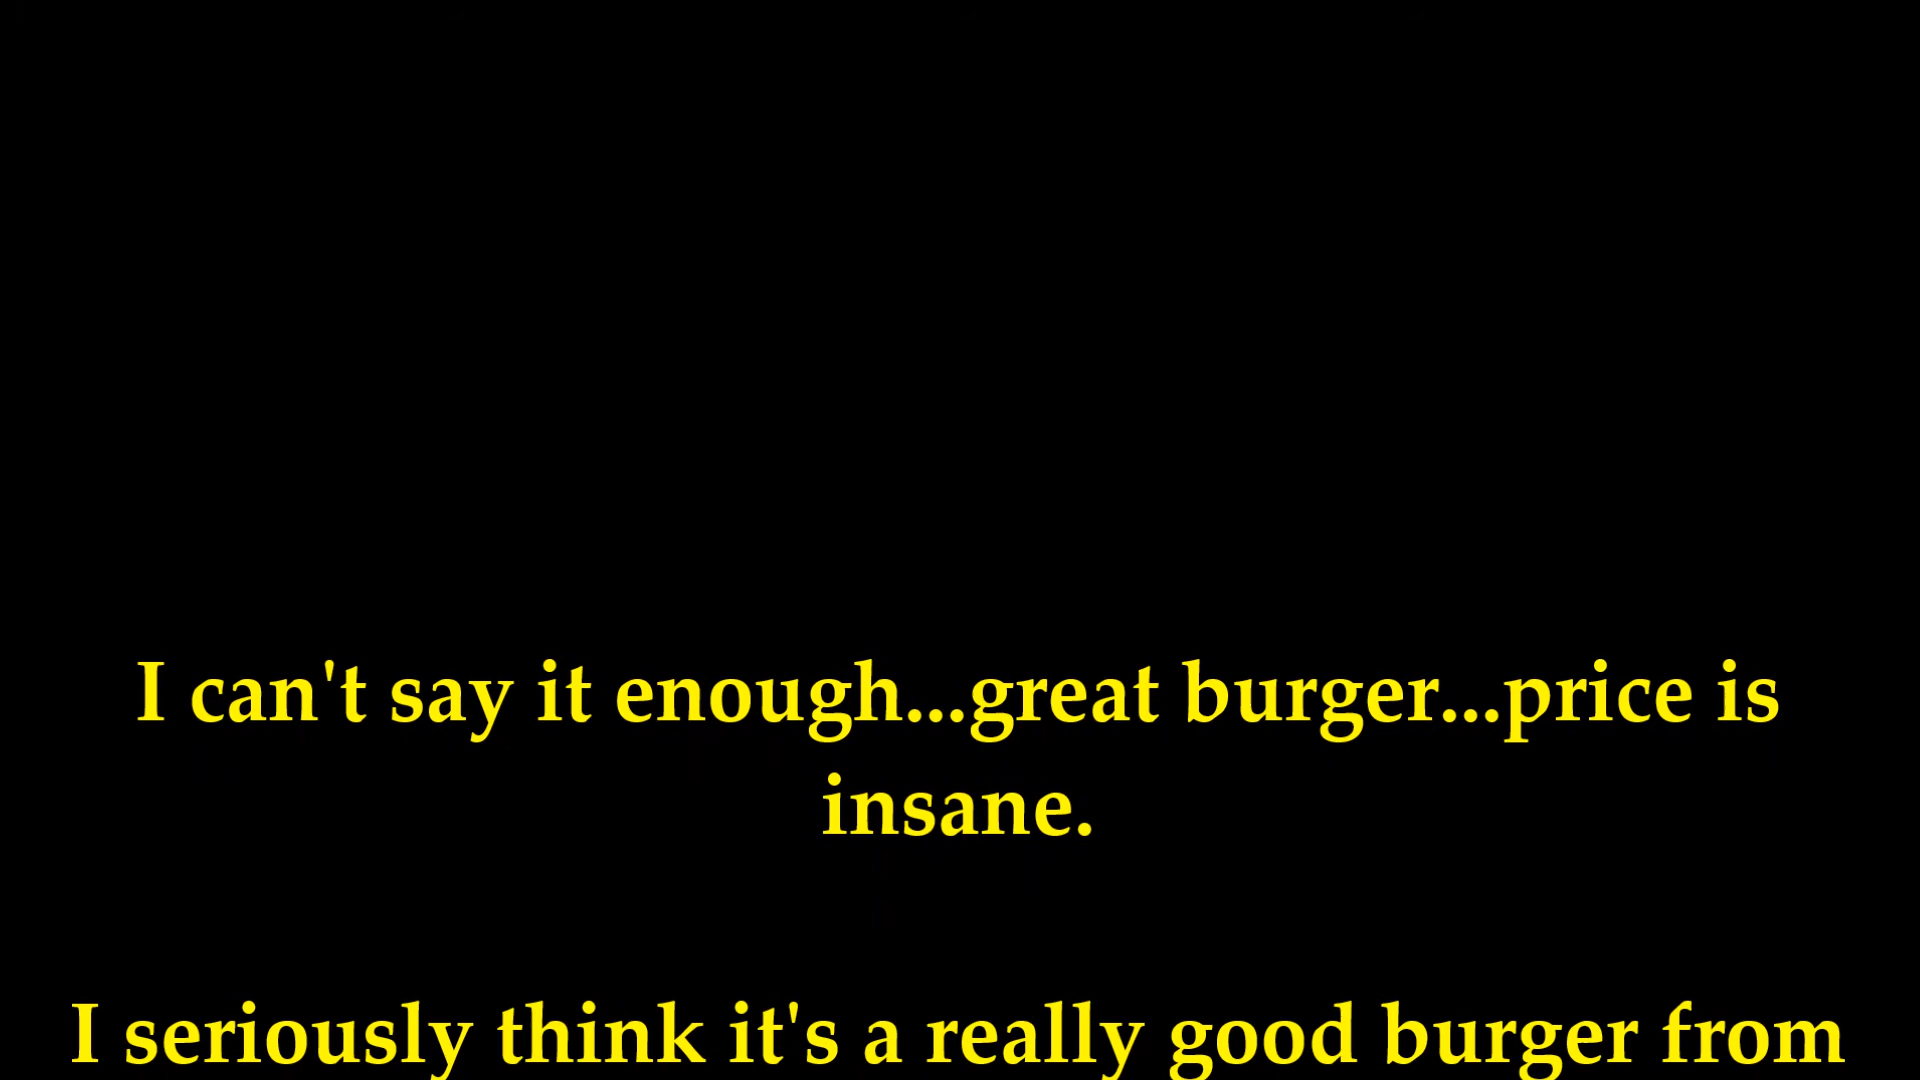 I can't say it enough...great burger...price is
insane.
I seriously think it's a really good burger from